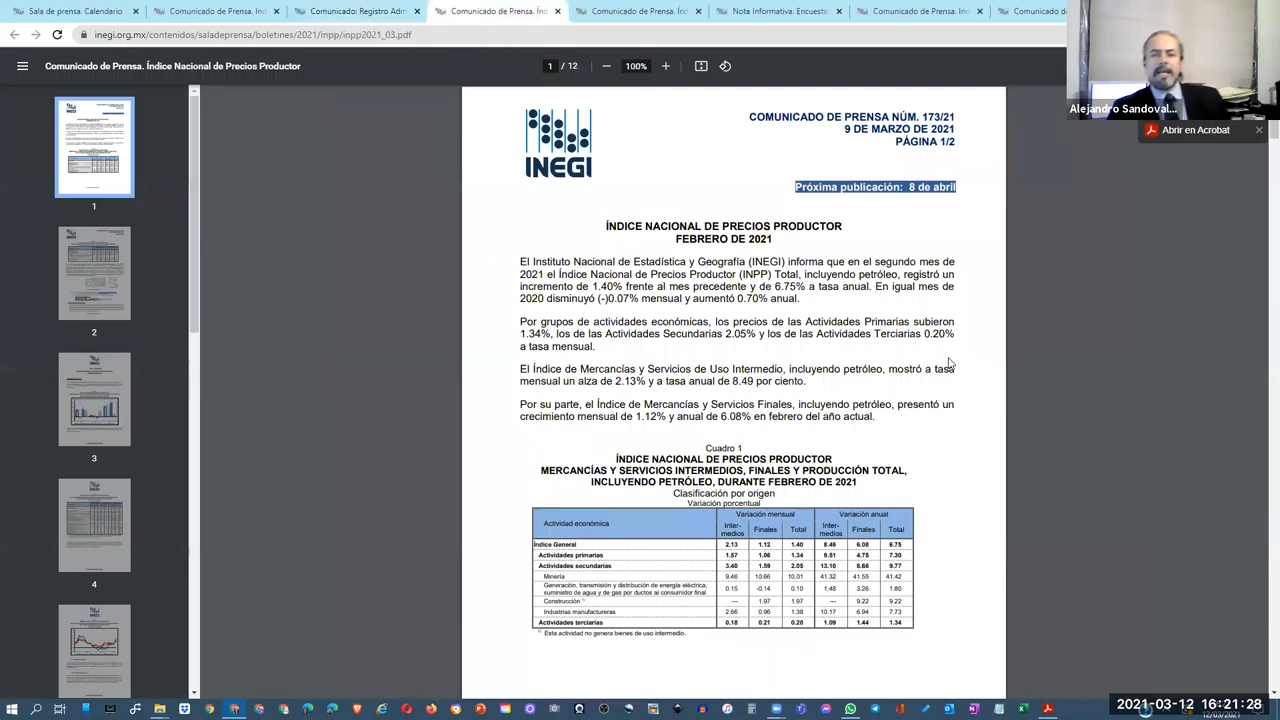 Sala de Prensa. Calendario
Comunicado de Prensa. Índi
Comunicado: Registro Adm
Comunicado de Prensa. Índ
Comunicado de Prensa. Índ
Nota Informativa. Encuesta
Comunicado de Prensa. Ind
Comunicado de
inegi.org.mx/contenidos/saladeprensa/boletines/2021/inpp/inpp2021_03.pdf
Comunicado de Prensa. Índice Nacional de Precios Productor
1 / 12
100%
Alejandro Sandoval...
Abrir en Acrobat
1
2
3
4
INEGI
COMUNICADO DE PRENSA NÚM. 173/21
9 DE MARZO DE 2021
PÁGINA 1/2
Próxima publicación: 8 de abril
ÍNDICE NACIONAL DE PRECIOS PRODUCTOR
FEBRERO DE 2021
El Instituto Nacional de Estadística y Geografía (INEGI) informa que en el segundo mes de
2021 el Índice Nacional de Precios Productor (INPP) Total, incluyendo petróleo, registró un
incremento de 1.40% frente al mes precedente y de 6.75% a tasa anual. En igual mes de
2020 disminuyó (-)0.07% mensual y aumentó 0.70% anual.
Por grupos de actividades económicas, los precios de las Actividades Primarias subieron
1.34%, los de las Actividades Secundarias 2.05% y los de las Actividades Terciarias 0.20%
a tasa mensual.
El Índice de Mercancías y Servicios de Uso Intermedio, incluyendo petróleo, mostró a tasa
mensual un alza de 2.13% y a tasa anual de 8.49 por ciento.
Por su parte, el Índice de Mercancías y Servicios Finales, incluyendo petróleo, presentó un
crecimiento mensual de 1.12% y anual de 6.08% en febrero del año actual.
Cuadro 1
ÍNDICE NACIONAL DE PRECIOS PRODUCTOR
MERCANCÍAS Y SERVICIOS INTERMEDIOS, FINALES Y PRODUCCIÓN TOTAL,
INCLUYENDO PETRÓLEO, DURANTE FEBRERO DE 2021
Clasificación por origen
Variación porcentual
Actividad económica
Variación mensual Variación anual
Inter-medios Finales Total Inter-medios Finales Total
Índice General 2.13 1.12 1.40 8.49 6.08 6.75
Actividades primarias 1.57 1.06 1.34 9.51 4.75 7.30
Actividades secundarias 3.40 1.59 2.05 13.10 8.66 9.77
Minería 9.46 10.66 10.01 41.32 41.55 41.42
Generación, transmisión y distribución de energía eléctrica,
suministro de agua y de gas por ductos al consumidor final 0.15 -0.14 0.10 1.48 3.26 1.80
Construcción 1/ --- 1.97 1.97 --- 9.22 9.22
Industrias manufactureras 2.66 0.96 1.38 10.17 6.94 7.73
Actividades terciarias 0.18 0.21 0.20 1.09 1.44 1.34
1/ Esta actividad no genera bienes de uso intermedio.
2021-03-12 16:21:28
12/03/2021